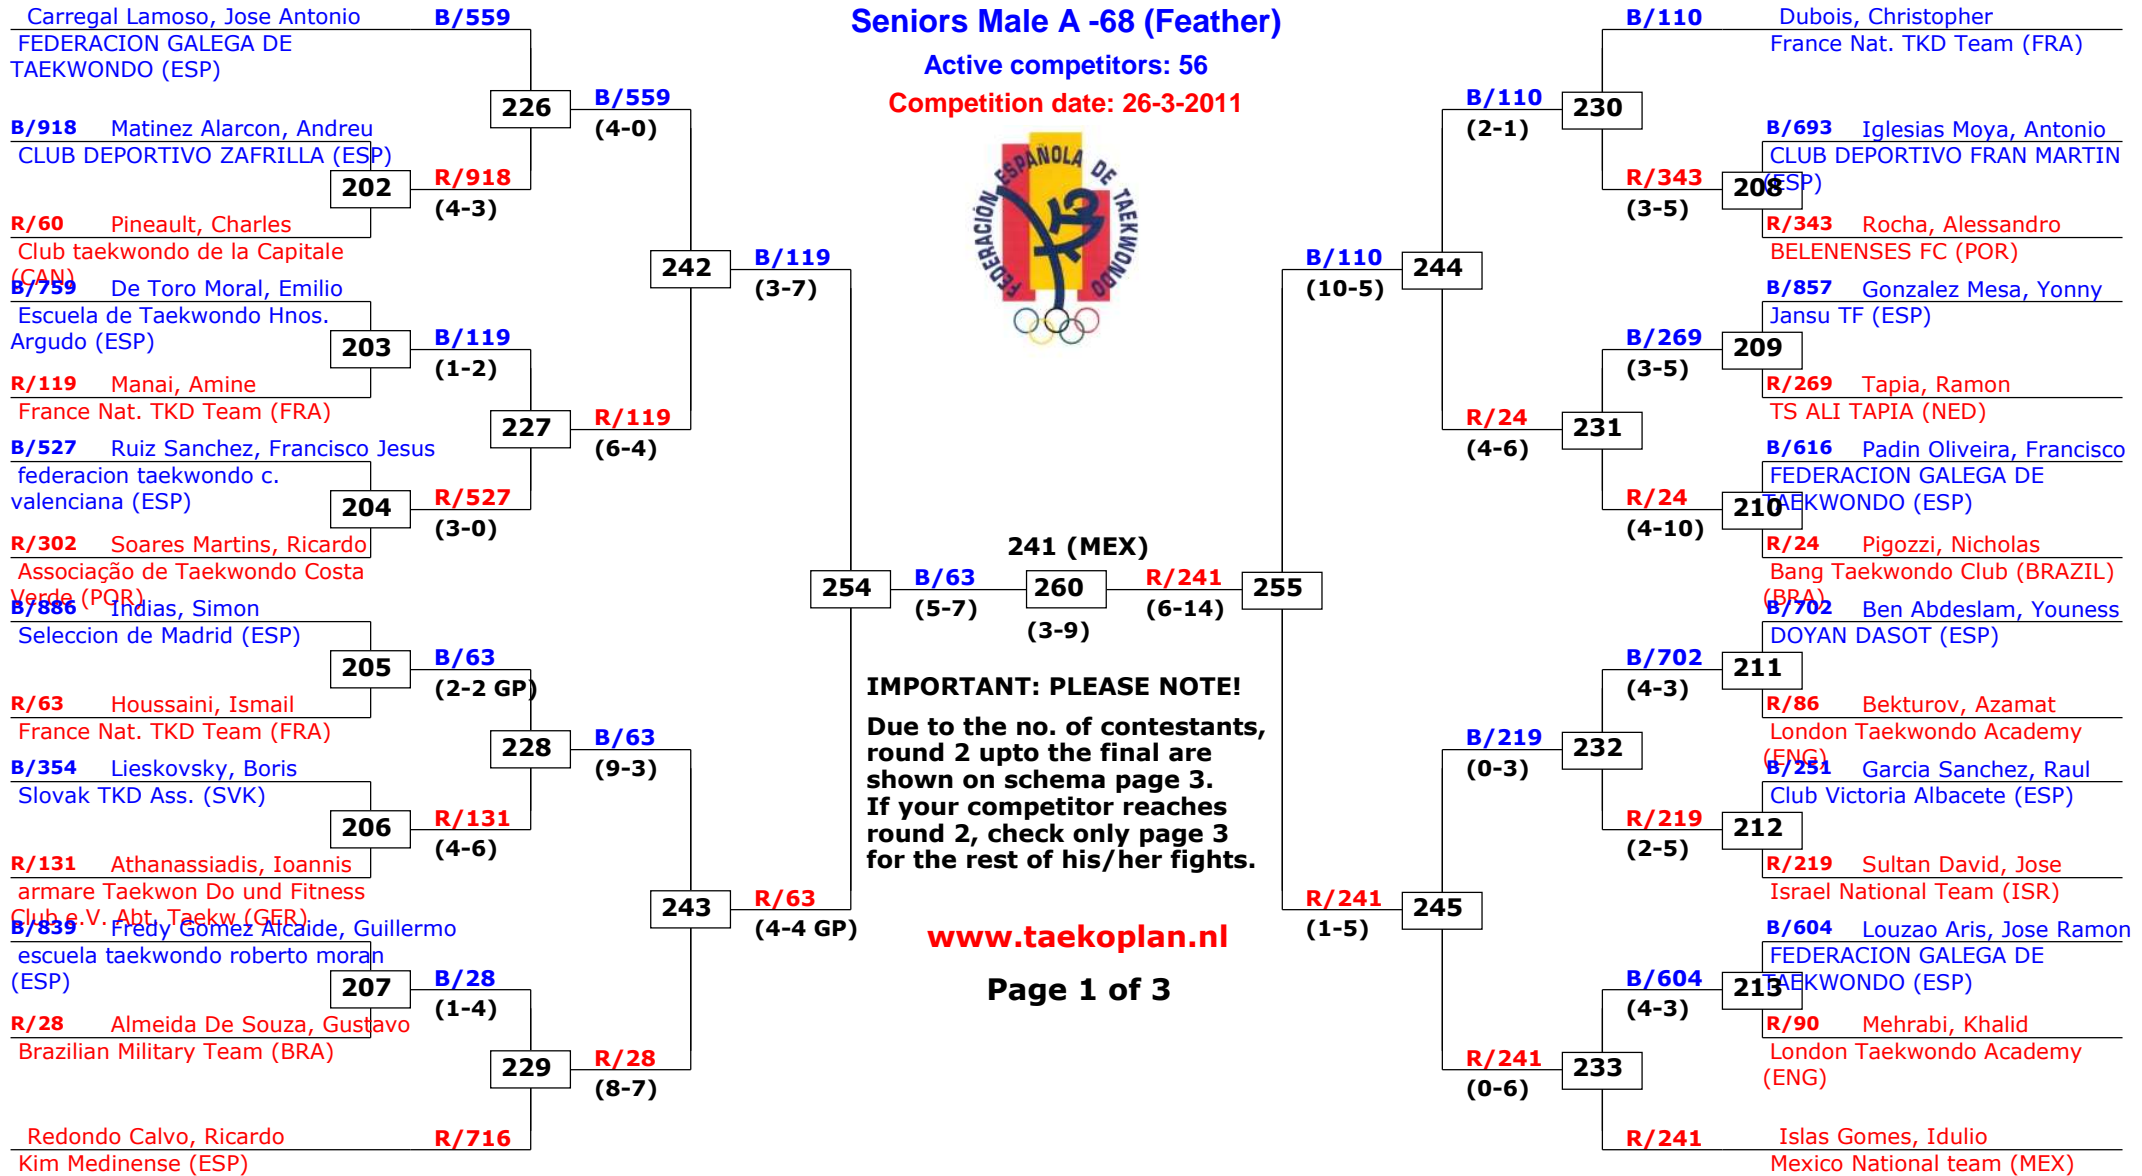 Seniors Male A -68 (Feather)
Active competitors: 56
Competition date: 26-3-2011
FEDERACIÓN ESPAÑOLA DE TAEKWONDO
Carregal Lamoso, Jose Antonio B/559
FEDERACION GALEGA DE
TAEKWONDO (ESP)
226
B/559
(4-0)
B/918 Matinez Alarcon, Andreu
CLUB DEPORTIVO ZAFRILLA (ESP)
202
R/918
(4-3)
R/60 Pineault, Charles
Club taekwondo de la Capitale
(CAN)
242
B/119
(3-7)
B/759 De Toro Moral, Emilio
Escuela de Taekwondo Hnos.
Argudo (ESP)
203
B/119
(1-2)
R/119 Manai, Amine
France Nat. TKD Team (FRA)
227
R/119
(6-4)
B/527 Ruiz Sanchez, Francisco Jesus
federacion taekwondo c.
valenciana (ESP)
204
R/527
(3-0)
R/302 Soares Martins, Ricardo
Associação de Taekwondo Costa
Verde (POR)
254
B/63
(5-7)
B/886 Indias, Simon
Seleccion de Madrid (ESP)
205
B/63
(2-2 GP)
R/63 Houssaini, Ismail
France Nat. TKD Team (FRA)
228
B/63
(9-3)
B/354 Lieskovsky, Boris
Slovak TKD Ass. (SVK)
206
R/131
(4-6)
R/131 Athanassiadis, Ioannis
armare Taekwon Do und Fitness
Club e.V. Abt. Taekw (GER)
243
R/63
(4-4 GP)
B/839 Fredy Gomez Alcaide, Guillermo
escuela taekwondo roberto moran
(ESP)
207
B/28
(1-4)
R/28 Almeida De Souza, Gustavo
Brazilian Military Team (BRA)
229
R/28
(8-7)
Redondo Calvo, Ricardo R/716
Kim Medinense (ESP)
241 (MEX)
260
(3-9)
IMPORTANT: PLEASE NOTE!
Due to the no. of contestants,
round 2 upto the final are
shown on schema page 3.
If your competitor reaches
round 2, check only page 3
for the rest of his/her fights.
www.taekoplan.nl
Page 1 of 3
B/110 Dubois, Christopher
France Nat. TKD Team (FRA)
B/110
(2-1)
230
B/693 Iglesias Moya, Antonio
CLUB DEPORTIVO FRAN MARTIN
(ESP)
R/343
(3-5)
208
R/343 Rocha, Alessandro
BELENENSES FC (POR)
B/110
(10-5)
244
B/857 Gonzalez Mesa, Yonny
Jansu TF (ESP)
B/269
(3-5)
209
R/269 Tapia, Ramon
TS ALI TAPIA (NED)
R/24
(4-6)
231
B/616 Padin Oliveira, Francisco
FEDERACION GALEGA DE
TAEKWONDO (ESP)
R/24
(4-10)
210
R/24 Pigozzi, Nicholas
Bang Taekwondo Club (BRAZIL)
(BRA)
R/241
(6-14)
255
B/702 Ben Abdeslam, Youness
DOYAN DASOT (ESP)
B/702
(4-3)
211
R/86 Bekturov, Azamat
London Taekwondo Academy
(ENG)
B/219
(0-3)
232
B/251 Garcia Sanchez, Raul
Club Victoria Albacete (ESP)
R/219
(2-5)
212
R/219 Sultan David, Jose
Israel National Team (ISR)
R/241
(1-5)
245
B/604 Louzao Aris, Jose Ramon
FEDERACION GALEGA DE
TAEKWONDO (ESP)
B/604
(4-3)
213
R/90 Mehrabi, Khalid
London Taekwondo Academy
(ENG)
R/241
(0-6)
233
R/241 Islas Gomes, Idulio
Mexico National team (MEX)